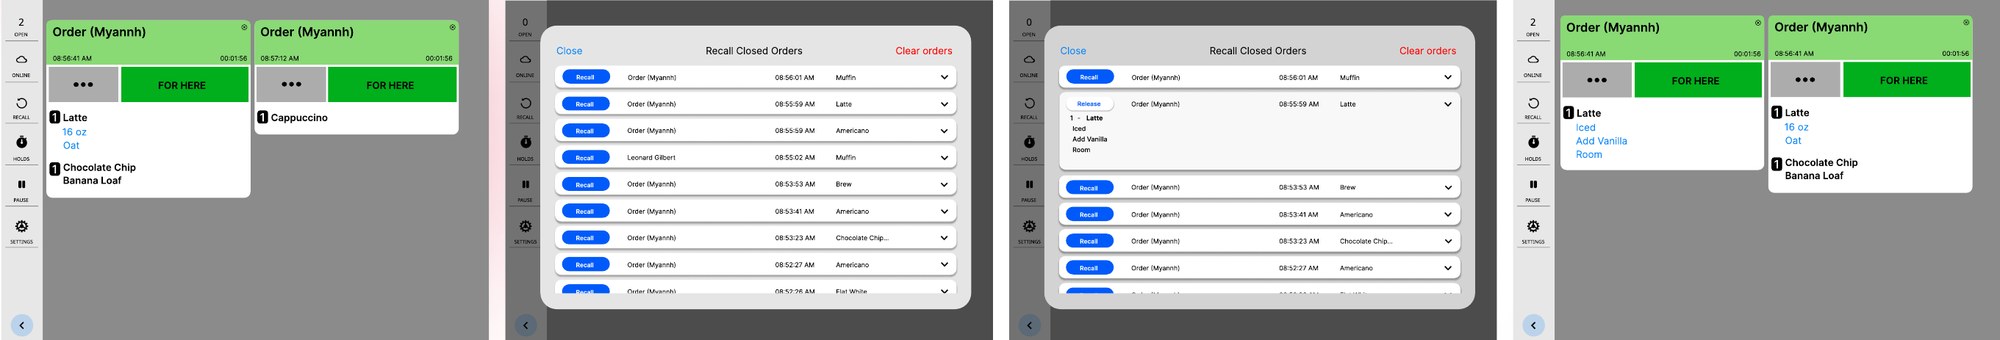 2
OPEN
ONLINE
RECALL
HOLDS
PAUSE
SETTINGS
Order (Myannh)
08:56:41 AM 00:01:56
••• FOR HERE
1 Latte
16 oz
Oat
1 Chocolate Chip
Banana Loaf
Order (Myannh)
08:57:12 AM 00:01:56
••• FOR HERE
1 Cappuccino
0
OPEN
ONLINE
RECALL
HOLDS
PAUSE
SETTINGS
Close Recall Closed Orders Clear orders
Recall Order (Myannh) 08:56:01 AM Muffin
Recall Order (Myannh) 08:55:59 AM Latte
Recall Order (Myannh) 08:55:59 AM Americano
Recall Leonard Gilbert 08:55:02 AM Muffin
Recall Order (Myannh) 08:53:53 AM Brew
Recall Order (Myannh) 08:53:41 AM Americano
Recall Order (Myannh) 08:53:23 AM Chocolate Chip...
Recall Order (Myannh) 08:52:27 AM Americano
Recall Order (Myannh) 08:52:26 AM Flat White
0
OPEN
ONLINE
RECALL
HOLDS
PAUSE
SETTINGS
Close Recall Closed Orders Clear orders
Recall Order (Myannh) 08:56:01 AM Muffin
Release Order (Myannh) 08:55:59 AM Latte
1 - Latte
Iced
Add Vanilla
Room
Recall Order (Myannh) 08:53:53 AM Brew
Recall Order (Myannh) 08:53:41 AM Americano
Recall Order (Myannh) 08:53:23 AM Chocolate Chip...
Recall Order (Myannh) 08:52:27 AM Americano
2
OPEN
ONLINE
RECALL
HOLDS
PAUSE
SETTINGS
Order (Myannh)
08:56:41 AM 00:01:56
••• FOR HERE
1 Latte
Iced
Add Vanilla
Room
Order (Myannh)
08:56:41 AM 00:01:56
••• FOR HERE
1 Latte
16 oz
Oat
1 Chocolate Chip
Banana Loaf